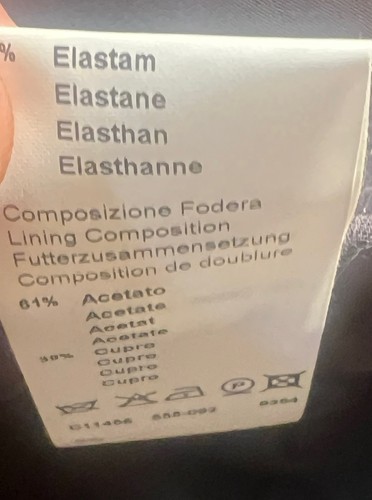 % Elastam
Elastane
Elasthan
Elasthanne
Composizione Fodera
Lining Composition
Futterzusammensetzung
Composition de doublure
61% Acetato
Acetate
Acetat
Acetate
39% Cupro
Cupro
Cupro
Cupro
P